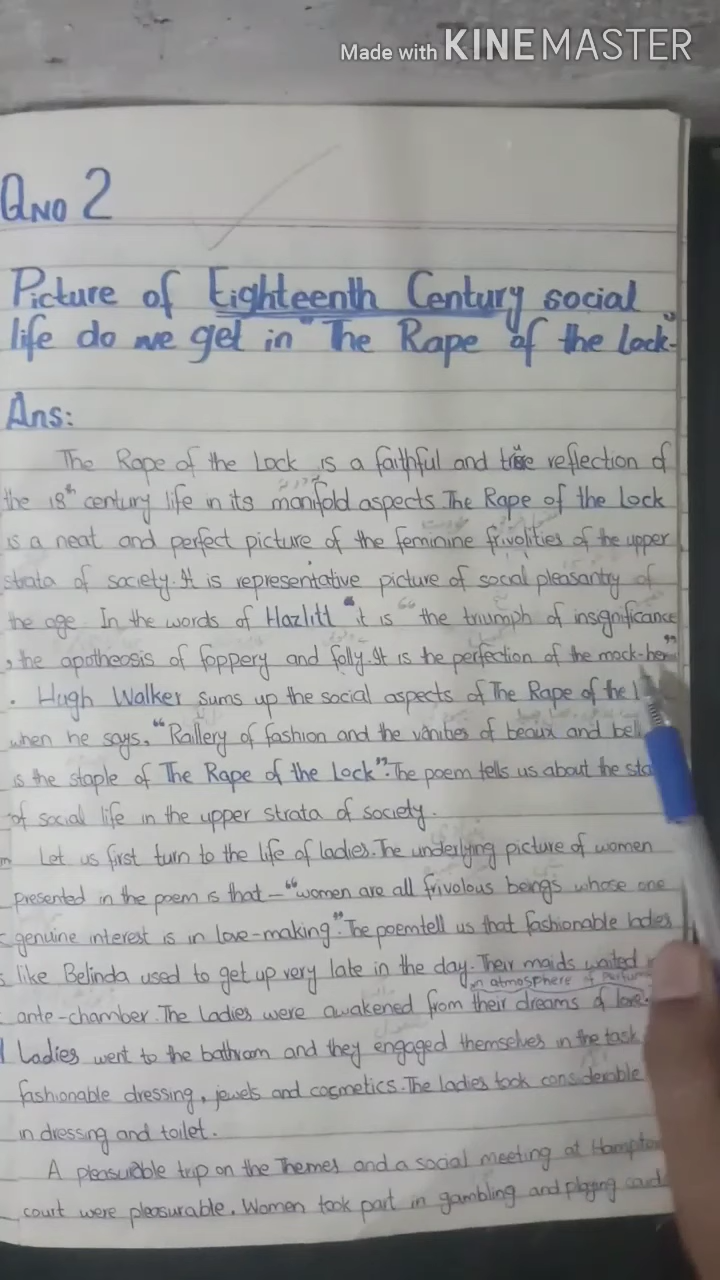 Made with KINEMASTER
QNO 2
Picture of Eighteenth Century social
life do we get in "The Rape of the Lock."
Ans:
The Rape of the Lock is a faithful and true reflection of
the 18th century life in its manifold aspects. The Rape of the Lock
is a neat and perfect picture of the feminine frivolities of the upper
strata of society. It is representative picture of social pleasantry of
the age. In the words of Hazlitt "it is "the triumph of insignificance
, the apotheosis of foppery and folly. It is the perfection of the mock-
. Hugh Walker sums up the social aspects of The Rape of the
when he says, "Raillery of fashion and the vanities of beaux and
is the staple of The Rape of the Lock". The poem tells us about the
of social life in the upper strata of society.
Let us first turn to the life of ladies. The underlying picture of women
presented in the poem is that - "women are all frivolous beings whose one
genuine interest is in love-making". The poem tell us that fashionable ladies
like Belinda used to get up very late in the day. Their maids waited
in atmosphere of
ante-chamber. The Ladies were awakened from their dreams of love.
Ladies went to the bathroom and they engaged themselves in the task
fashionable dressing, jewels and cosmetics. The ladies took considerable
in dressing and toilet.
A pleasurable trip on the Themes and a social meeting at Hampton
court were pleasurable. Women took part in gambling and playing card